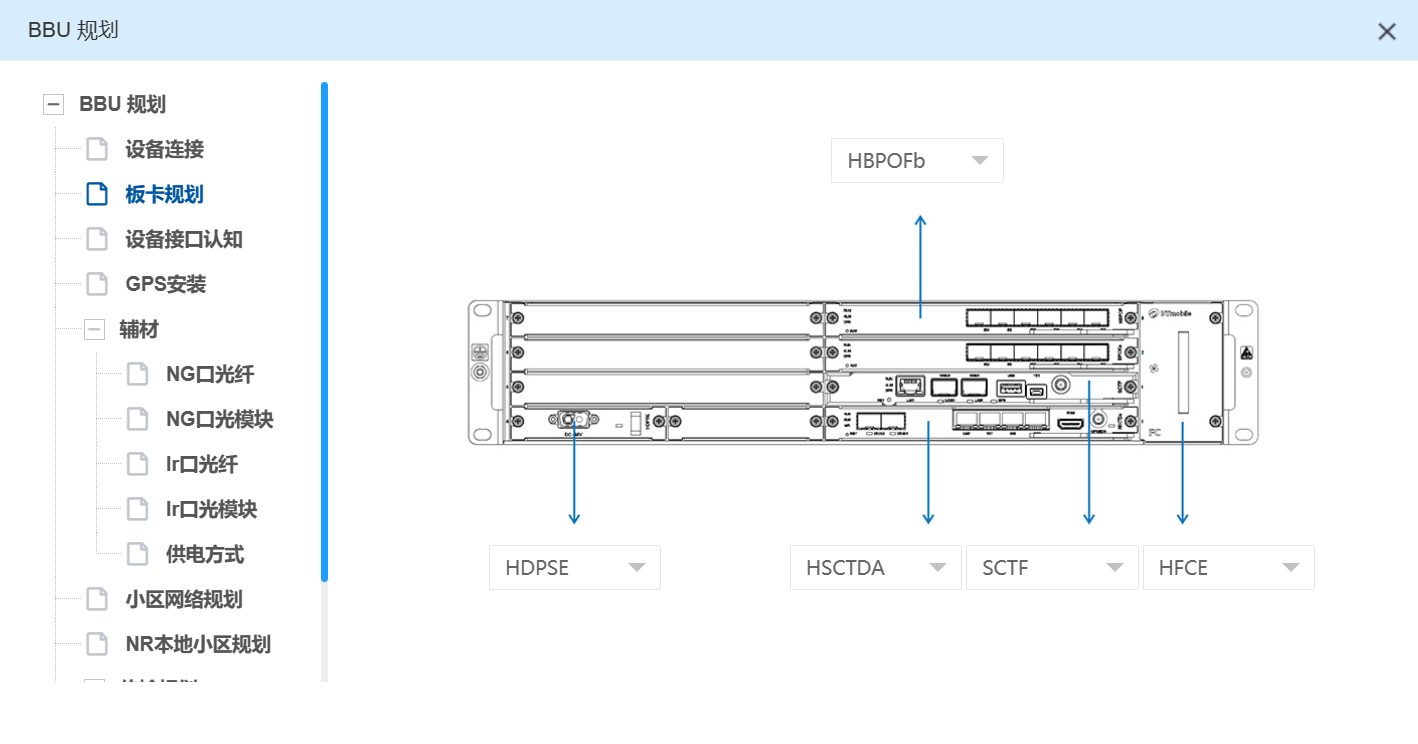 BBU 规划
BBU 规划
设备连接
板卡规划
设备接口认知
GPS安装
辅材
NG口光纤
NG口光模块
Ir口光纤
Ir口光模块
供电方式
小区网络规划
NR本地小区规划
HBPOFb
DTmobile
SCTF
FC
HDPSE
HSCTDA
SCTF
HFCE